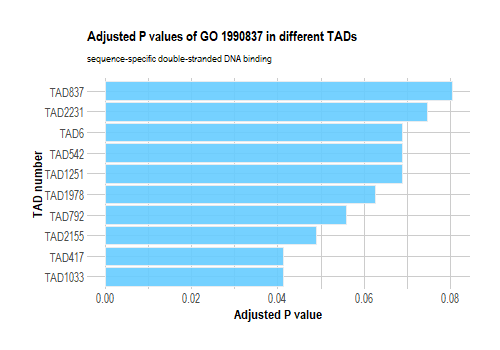 Adjusted P values of GO 1990837 in different TADs
sequence-specific double-stranded DNA binding
TAD number
TAD837
TAD2231
TAD6
TAD542
TAD1251
TAD1978
TAD792
TAD2155
TAD417
TAD1033
0.00 0.02 0.04 0.06 0.08
Adjusted P value